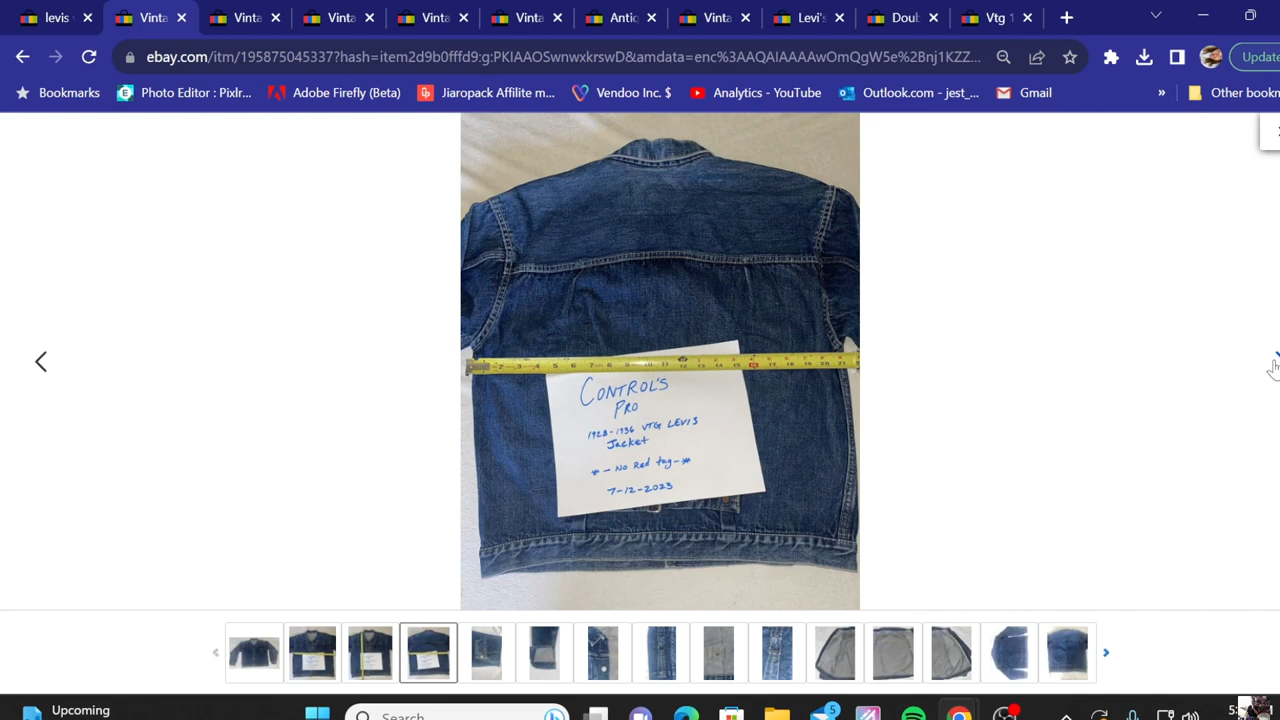 levis
Vinta
Vinta
Vinta
Vinta
Vinta
Antiq
Vinta
Levi's
Doub
Vtg 1
ebay.com/itm/195875045337?hash=item2d9b0fffd9:g:PKIAAOSwnwxkrswD&amdata=enc%3AAQAIAAAAwOmQgW5e%2Bnj1KZZ...
Update
Bookmarks
Photo Editor : Pixlr...
Adobe Firefly (Beta)
Jiaropack Affilite m...
Vendoo Inc. $
Analytics - YouTube
Outlook.com - jest_...
Gmail
»
Other bookm
CONTROL'S
PRO
1928-1936 VTG LEVIS
Jacket
* - No Red tag - *
7-12-2023
Upcoming
Search
5